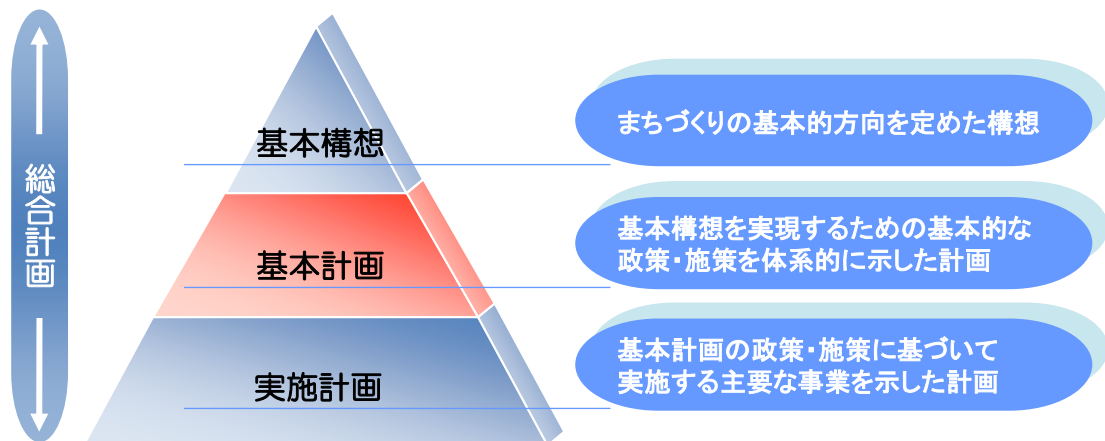 総合計画
基本構想
まちづくりの基本的方向を定めた構想
基本計画
基本構想を実現するための基本的な
政策・施策を体系的に示した計画
実施計画
基本計画の政策・施策に基づいて
実施する主要な事業を示した計画